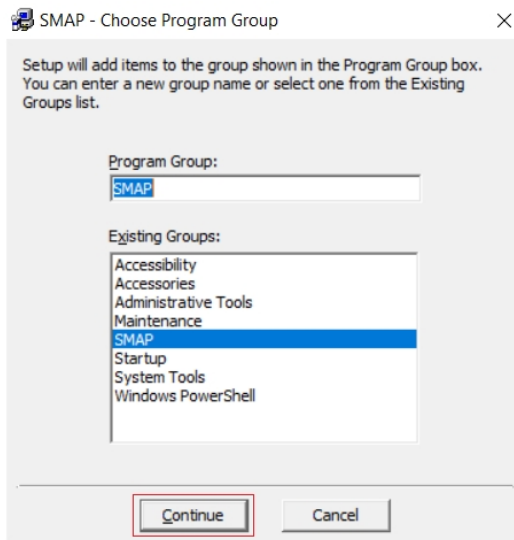 SMAP - Choose Program Group
Setup will add items to the group shown in the Program Group box.
You can enter a new group name or select one from the Existing
Groups list.
Program Group:
SMAP
Existing Groups:
Accessibility
Accessories
Administrative Tools
Maintenance
SMAP
Startup
System Tools
Windows PowerShell
Continue
Cancel